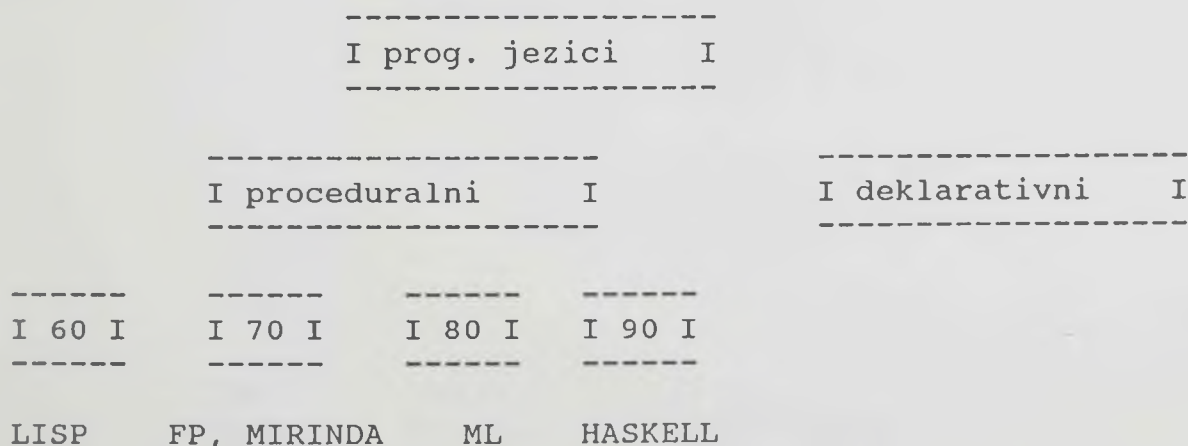 I prog. jezici I
I proceduralni I I deklarativni I
I 60 I I 70 I I 80 I I 90 I
LISP FP, MIRINDA ML HASKELL